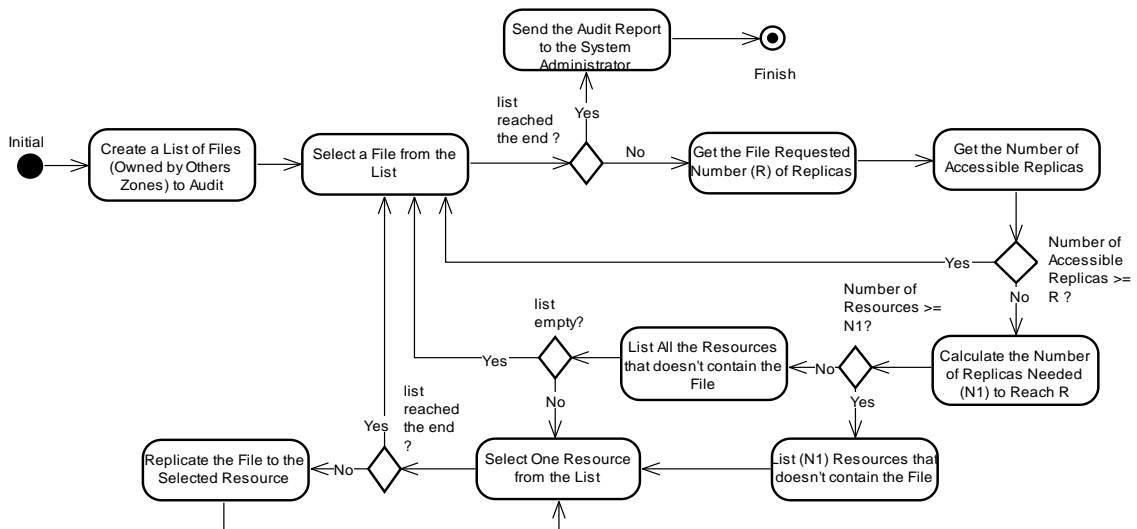 Send the Audit Report
to the System
Administrator
Finish
list
reached
the end ?
Yes
Initial
Create a List of Files
(Owned by Others
Zones) to Audit
Select a File from the
List
No
Get the File Requested
Number (R) of Replicas
Get the Number of
Accessible Replicas
Number of
Accessible
Replicas >=
R ?
Yes
No
Number of
Resources >=
N1?
list
empty?
Calculate the Number
of Replicas Needed
(N1) to Reach R
No
Yes
List All the Resources
that doesn't contain the
File
Yes
No
list
reached
the end
?
Yes
No
Replicate the File to the
Selected Resource
Select One Resource
from the List
List (N1) Resources that
doesn't contain the File